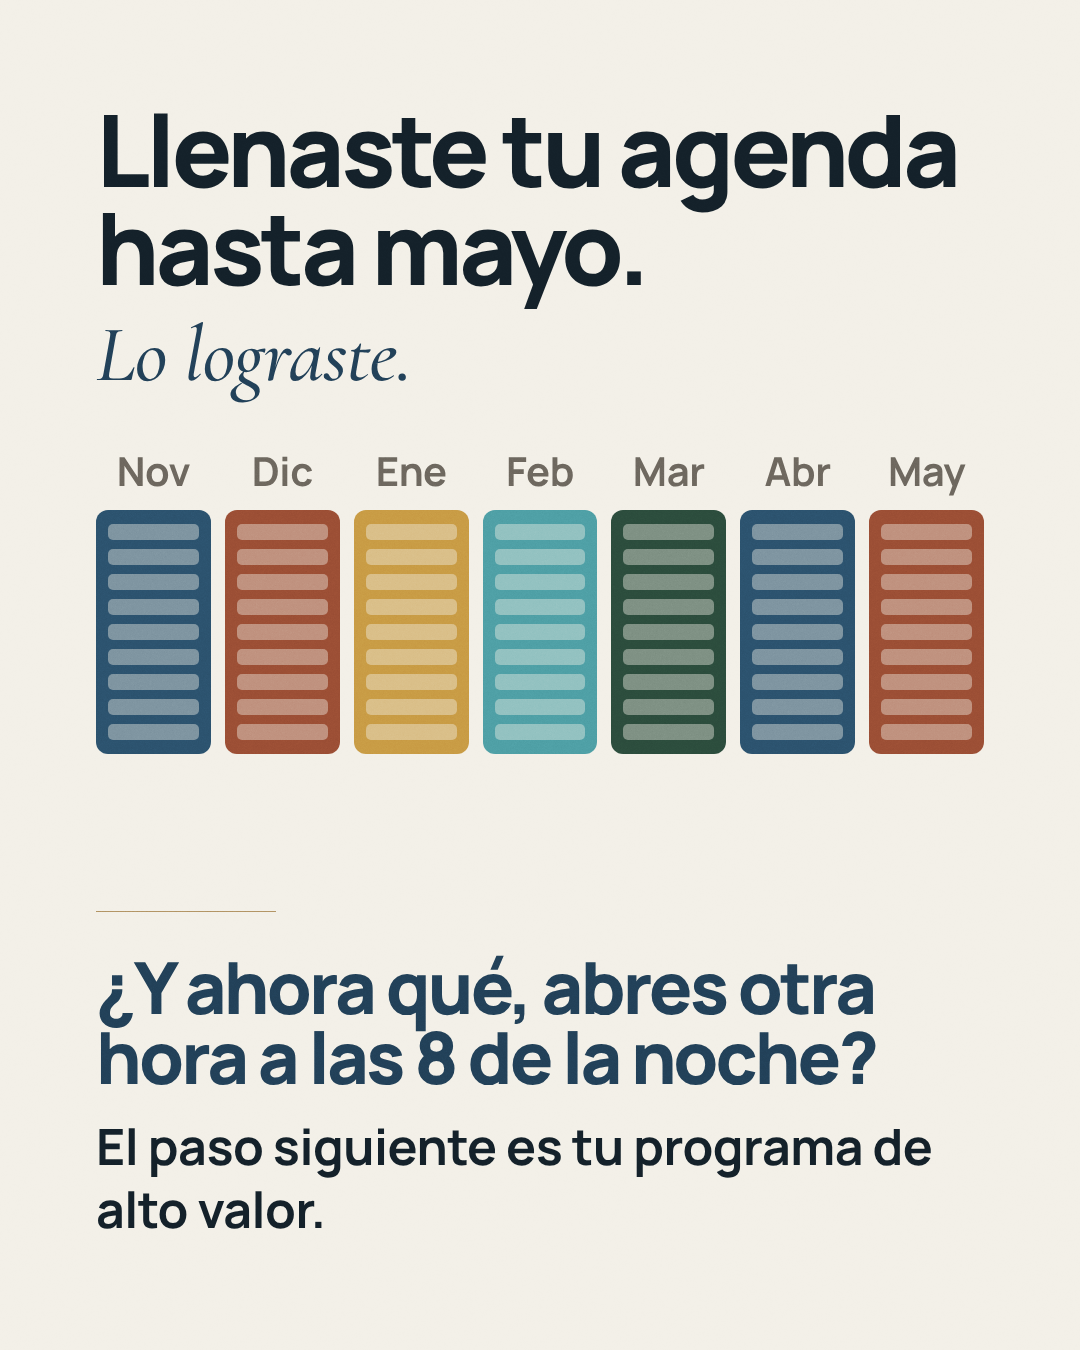 Llenaste tu agenda
hasta mayo.
Lo lograste.
Nov Dic Ene Feb Mar Abr May
¿Y ahora qué, abres otra
hora a las 8 de la noche?
El paso siguiente es tu programa de
alto valor.